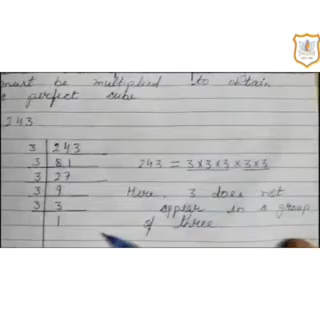 must be multiplied to obtain
perfect cube
243
3 | 243
3 | 81
3 | 27
3 | 9
3 | 3
1
243 = 3×3×3×3×3
Here, 3 does not
appear in a group
of three